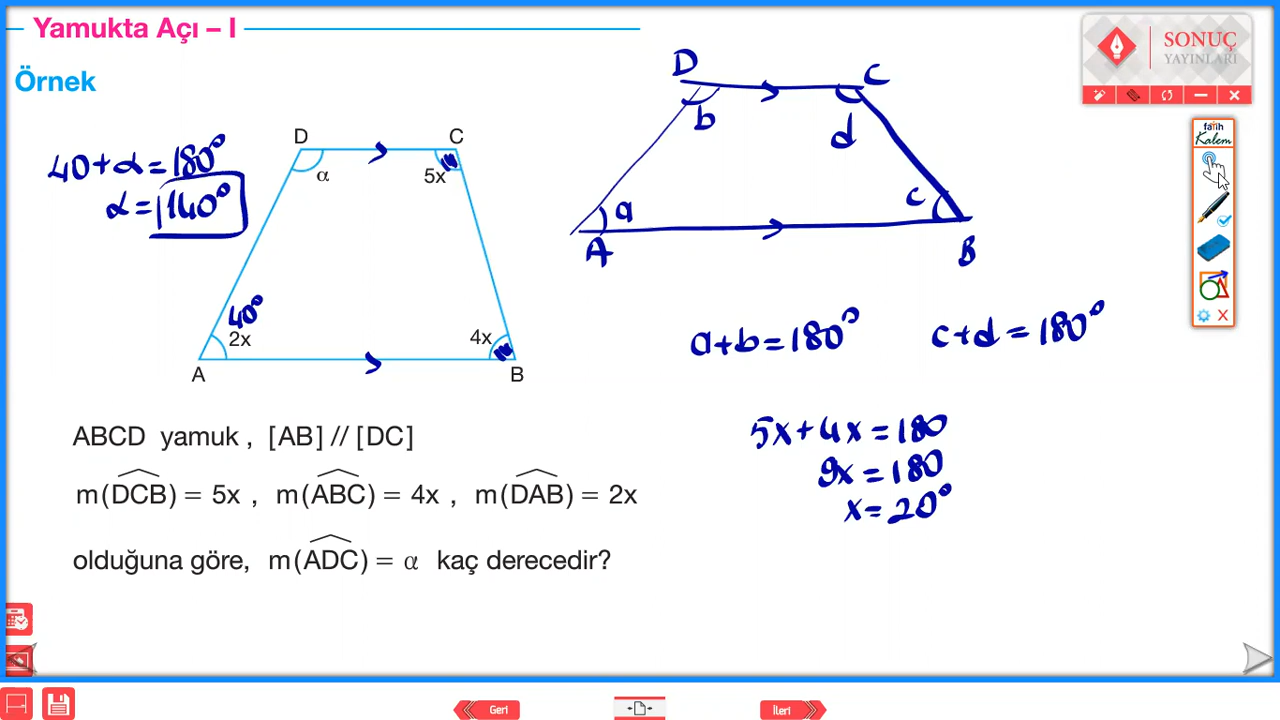 Yamukta Açı – I
SONUÇ
YAYINLARI
Örnek
fatih
Kalem
40+α=180°
α=140°
D
C
α
5x
40°
2x
4x
A
B
D
C
b
d
a
c
A
B
a+b=180°
c+d=180°
5x+4x=180
9x=180
x=20°
ABCD yamuk , [AB] // [DC]
m(DCB) = 5x , m(ABC) = 4x , m(DAB) = 2x
olduğuna göre, m(ADC) = α kaç derecedir?
Geri
İleri